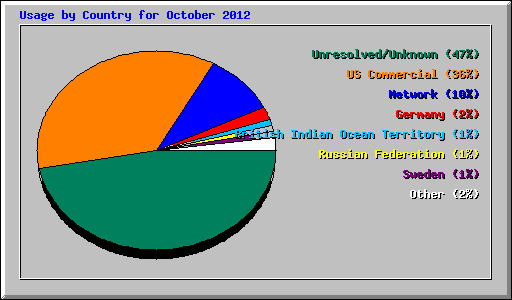 Usage by Country for October 2012
Unresolved/Unknown (47%)
US Commercial (36%)
Network (10%)
Germany (2%)
British Indian Ocean Territory (1%)
Russian Federation (1%)
Sweden (1%)
Other (2%)